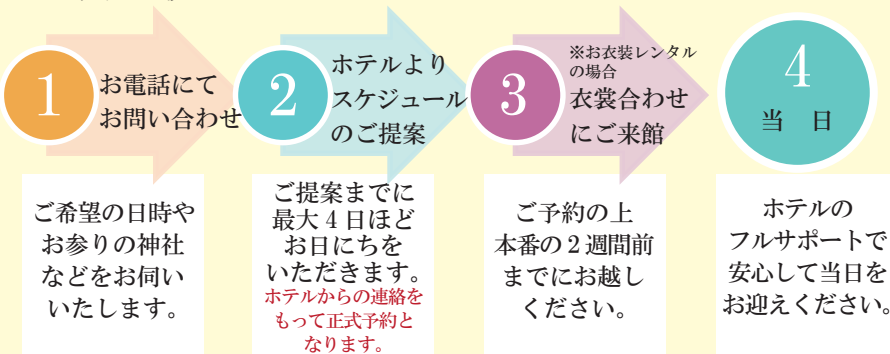 1
お電話にて
お問い合わせ
ご希望の日時や
お参りの神社
などをお伺い
いたします。
2
ホテルより
スケジュール
のご提案
ご提案までに
最大4日ほど
お日にちを
いただきます。
ホテルからの連絡を
もって正式予約と
なります。
3
※お衣装レンタル
の場合
衣裳合わせ
にご来館
ご予約の上
本番の2週間前
までにお越し
ください。
4
当 日
ホテルの
フルサポートで
安心して当日を
お迎えください。